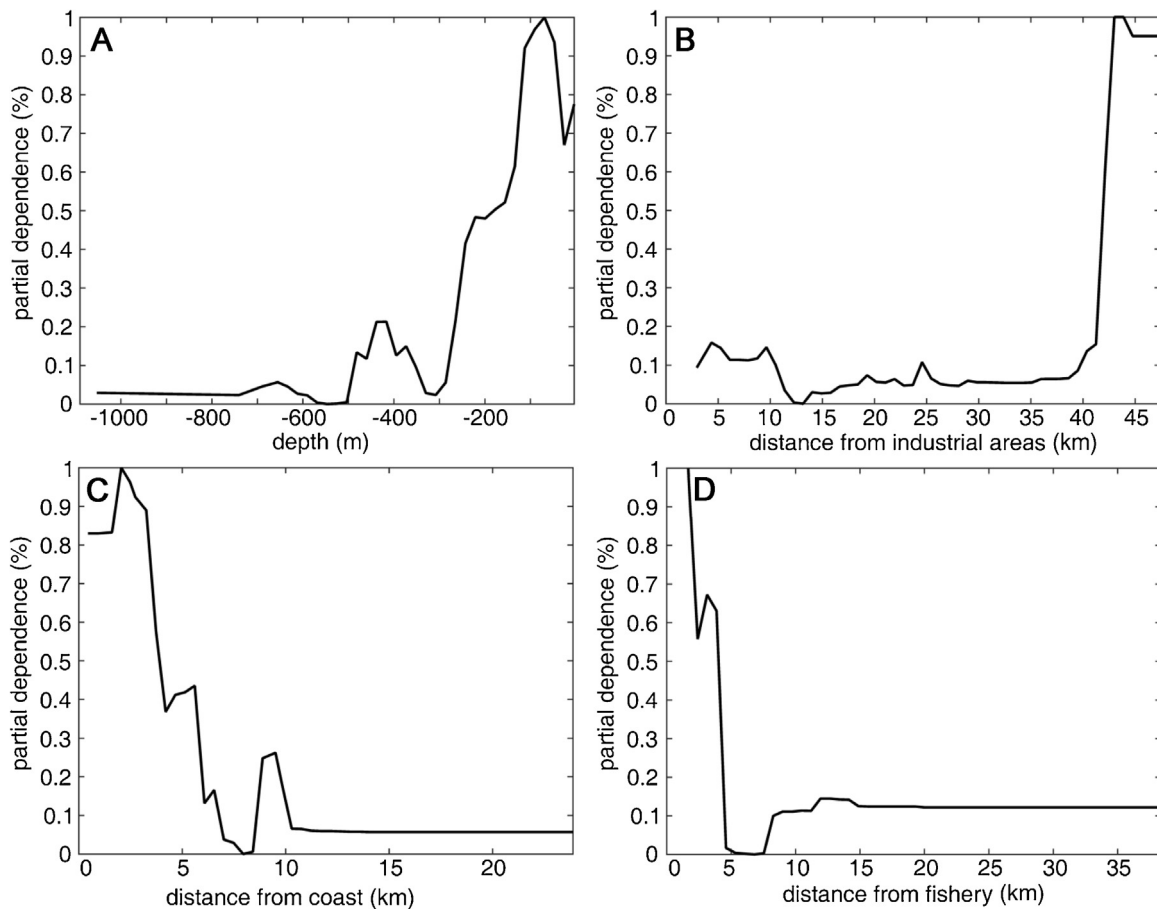 A
partial dependence (%)
1
0.9
0.8
0.7
0.6
0.5
0.4
0.3
0.2
0.1
0
-1000 -800 -600 -400 -200
depth (m)
B
partial dependence (%)
1
0.9
0.8
0.7
0.6
0.5
0.4
0.3
0.2
0.1
0
0 5 10 15 20 25 30 35 40 45
distance from industrial areas (km)
C
partial dependence (%)
1
0.9
0.8
0.7
0.6
0.5
0.4
0.3
0.2
0.1
0
0 5 10 15 20
distance from coast (km)
D
partial dependence (%)
1
0.9
0.8
0.7
0.6
0.5
0.4
0.3
0.2
0.1
0
0 5 10 15 20 25 30 35
distance from fishery (km)